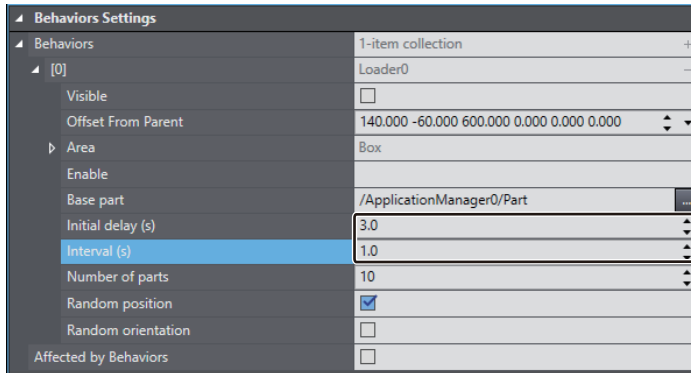 Behaviors Settings
Behaviors 1-item collection +
[0] Loader0 −
Visible
Offset From Parent 140.000 -60.000 600.000 0.000 0.000 0.000
Area Box
Enable
Base part /ApplicationManager0/Part ...
Initial delay (s) 3.0
Interval (s) 1.0
Number of parts 10
Random position
Random orientation
Affected by Behaviors